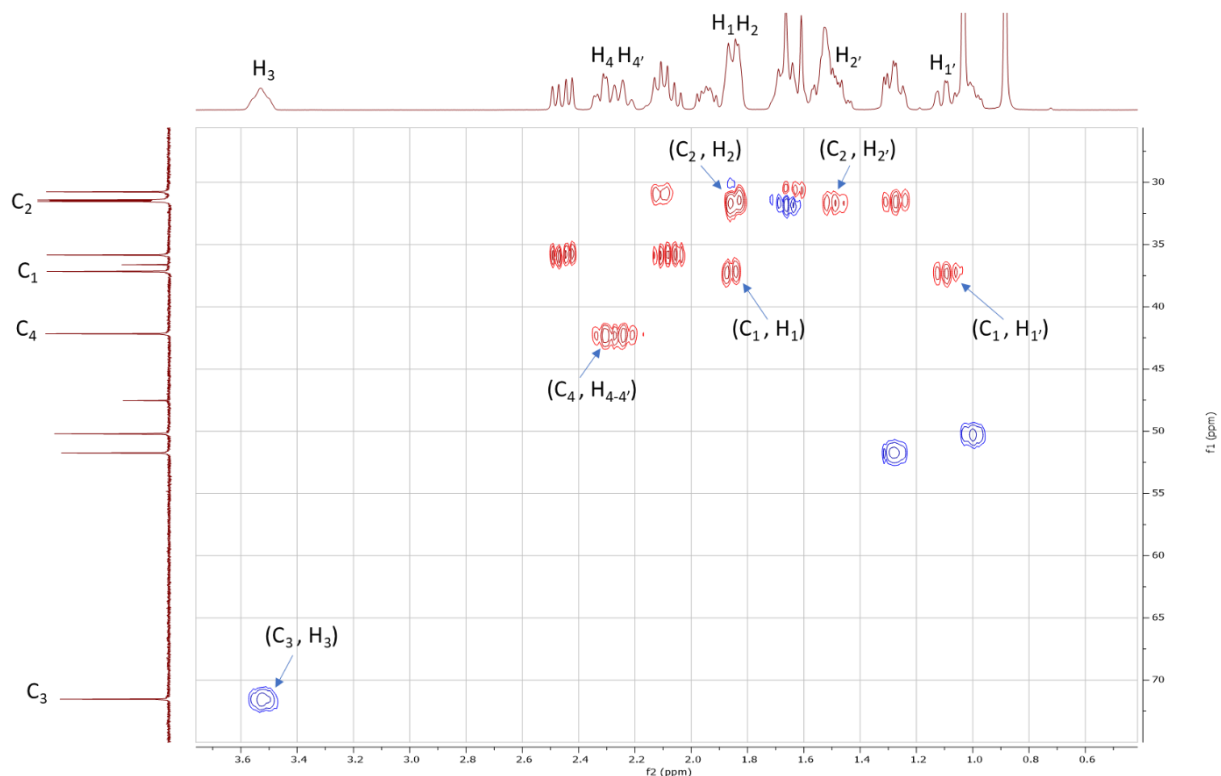 H₃
H₄ H₄'
H₁H₂
H₂'
H₁'
(C₂ , H₂)
(C₂ , H₂')
30
C₂
35
C₁
40
(C₁ , H₁)
(C₁ , H₁')
C₄
(C₄ , H₄₋₄')
45
50
f1 (ppm)
55
60
65
(C₃ , H₃)
C₃
70
3.6 3.4 3.2 3.0 2.8 2.6 2.4 2.2 2.0 1.8 1.6 1.4 1.2 1.0 0.8 0.6
f2 (ppm)